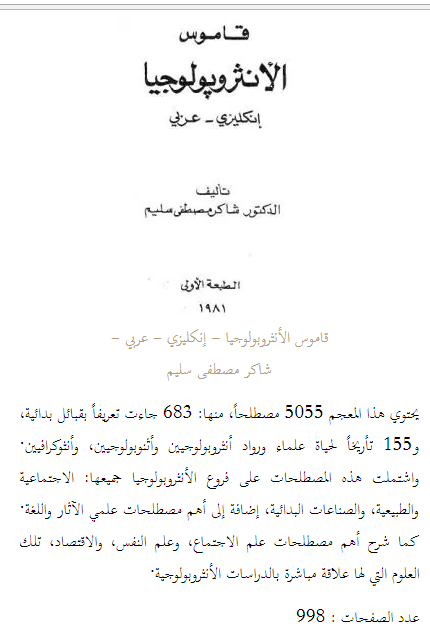 قاموس
الأنثروپولوجيا
إنكليزي - عربي
تأليف
الدكتور شاكر مصطفى سليم
الطبعة الأولى
١٩٨١
قاموس الأنثروبولوجيا – إنكليزي – عربي –
شاكر مصطفى سليم
يحتوي هذا المعجم 5055 مصطلحاً، منها: 683 جاءت تعريفاً بقبائل بدائية،
و155 تأريخاً لحياة علماء ورواد أنثروبولوجيين وأثنوبولوجيين، وأنثوكرافيين.
واشتملت هذه المصطلحات على فروع الأنثروبولوجيا جميعها: الاجتماعية
والطبيعية، والصناعات البدائية، إضافة إلى أهم مصطلحات علمي الآثار واللغة.
كما شرح أهم مصطلحات علم الاجتماع، وعلم النفس، والاقتصاد، تلك
العلوم التي لها علاقة مباشرة بالدراسات الأنثروبولوجية.
عدد الصفحات : 998